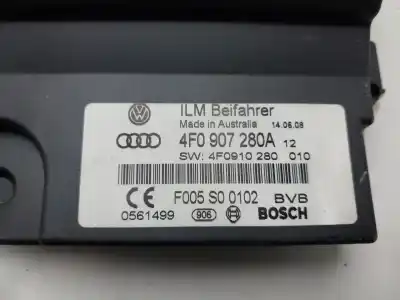 ILM Beifahrer
Made in Australia 14.06.08
4F0 907 280A 12
SW: 4F0910 280 010
F005 S0 0102 BVB
0561499 906 BOSCH